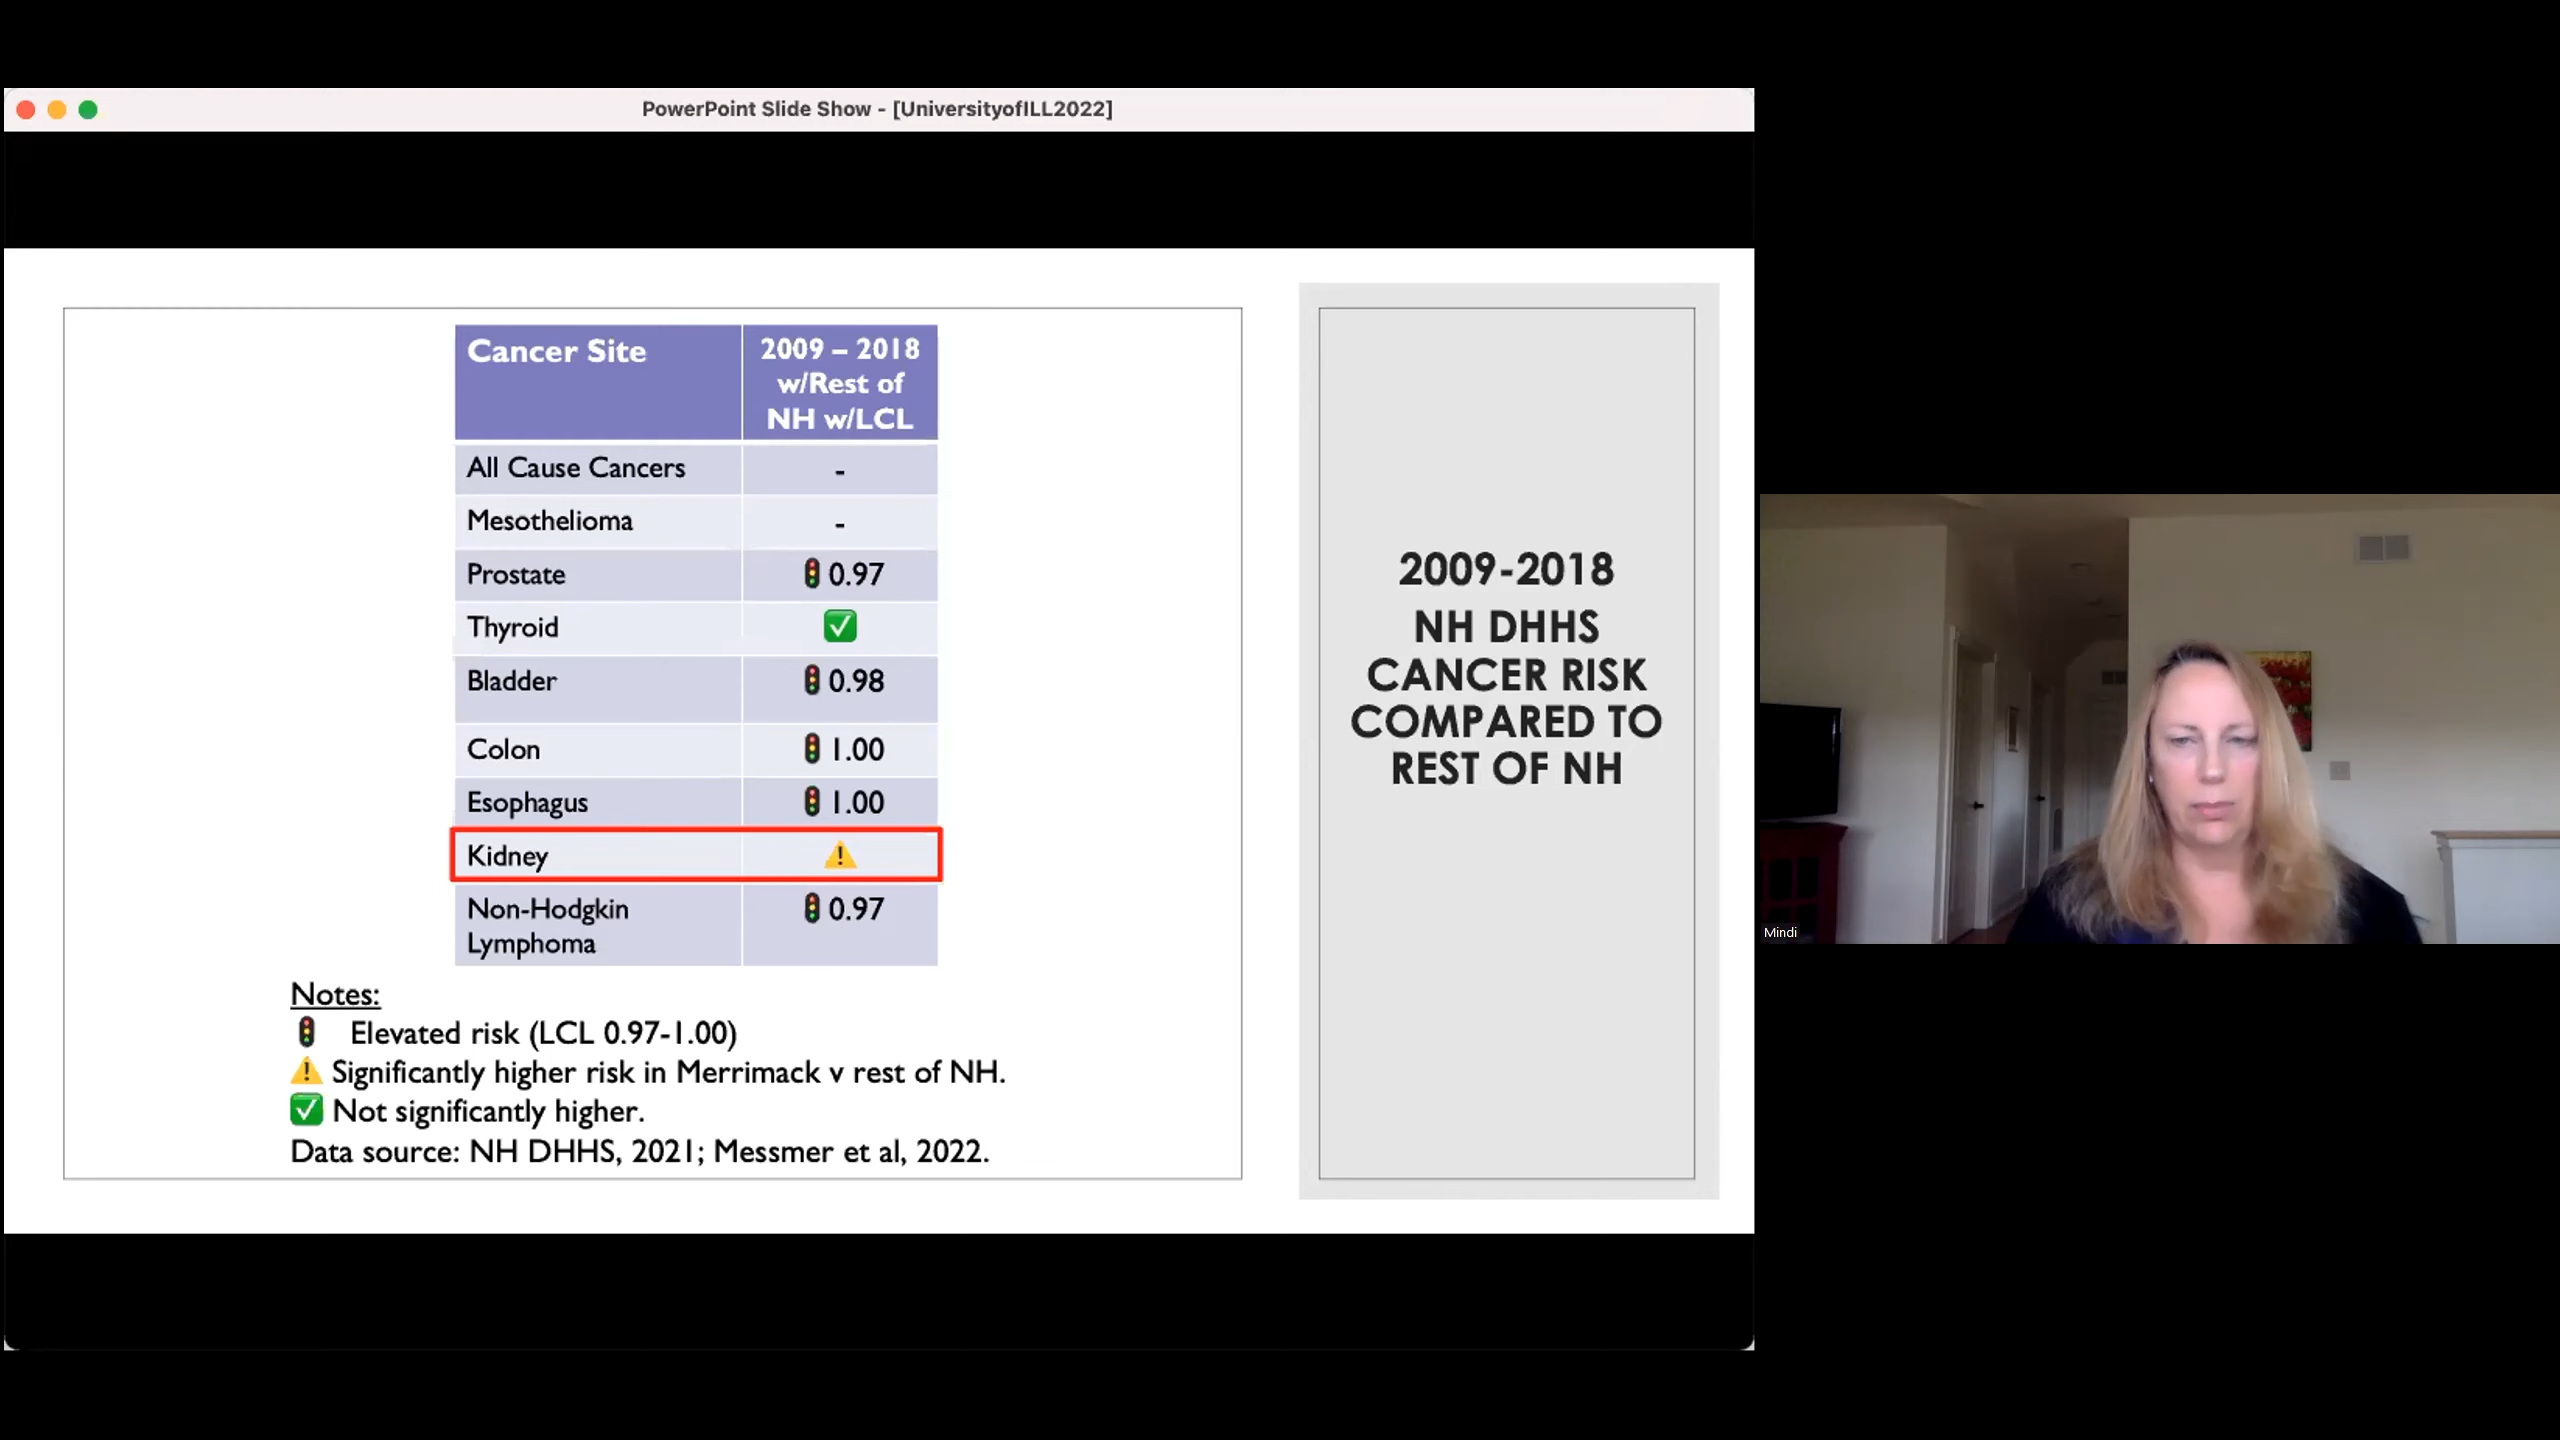 PowerPoint Slide Show - [UniversityofILL2022]
Cancer Site
2009 – 2018
w/Rest of
NH w/LCL
All Cause Cancers -
Mesothelioma -
Prostate 🚦0.97
Thyroid ✅
Bladder 🚦0.98
Colon 🚦1.00
Esophagus 🚦1.00
Kidney ⚠️
Non-Hodgkin 🚦0.97
Lymphoma
Notes:
🚦 Elevated risk (LCL 0.97-1.00)
⚠️ Significantly higher risk in Merrimack v rest of NH.
✅ Not significantly higher.
Data source: NH DHHS, 2021; Messmer et al, 2022.
2009-2018
NH DHHS
CANCER RISK
COMPARED TO
REST OF NH
Mindi